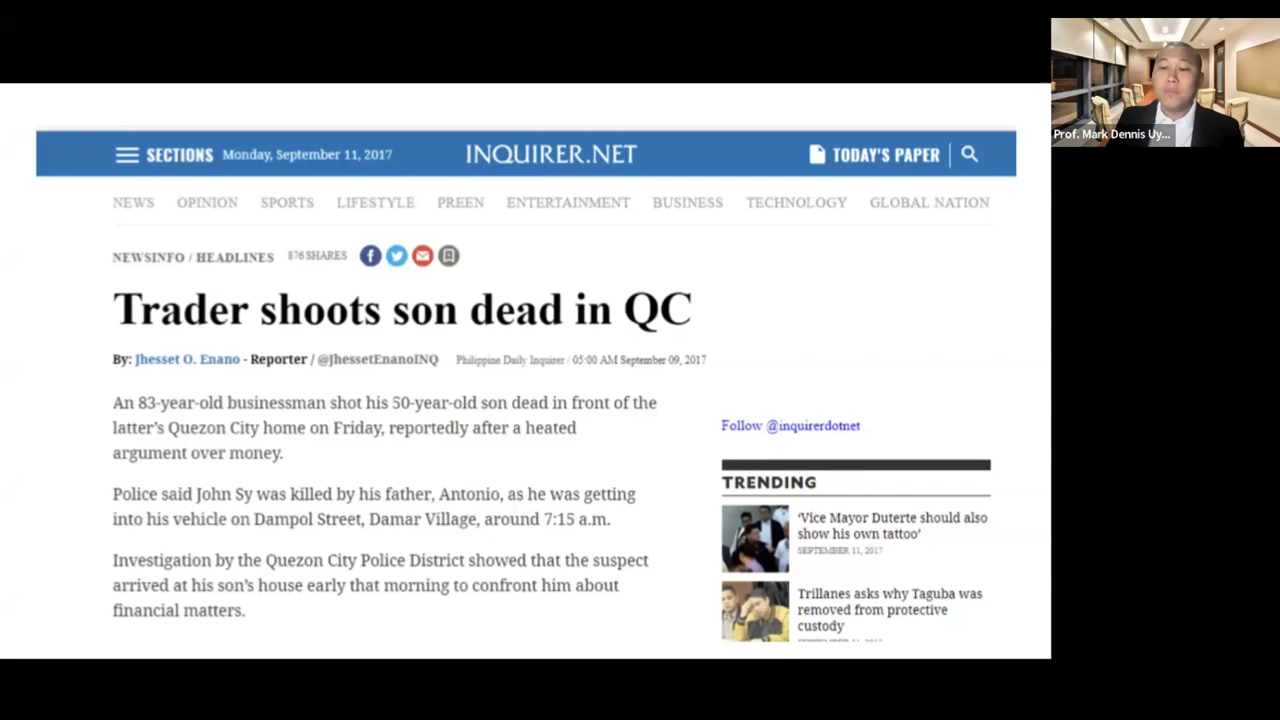 SECTIONS Monday, September 11, 2017 INQUIRER.NET TODAY'S PAPER
NEWS OPINION SPORTS LIFESTYLE PREEN ENTERTAINMENT BUSINESS TECHNOLOGY GLOBAL NATION
NEWSINFO / HEADLINES 876 SHARES
Trader shoots son dead in QC
By: Jhesset O. Enano - Reporter / @JhessetEnanoINQ Philippine Daily Inquirer / 05:00 AM September 09, 2017
An 83-year-old businessman shot his 50-year-old son dead in front of the
latter’s Quezon City home on Friday, reportedly after a heated
argument over money.
Police said John Sy was killed by his father, Antonio, as he was getting
into his vehicle on Dampol Street, Damar Village, around 7:15 a.m.
Investigation by the Quezon City Police District showed that the suspect
arrived at his son’s house early that morning to confront him about
financial matters.
Follow @inquirerdotnet
TRENDING
‘Vice Mayor Duterte should also
show his own tattoo’
SEPTEMBER 11, 2017
Trillanes asks why Taguba was
removed from protective
custody
Prof. Mark Dennis Uy...